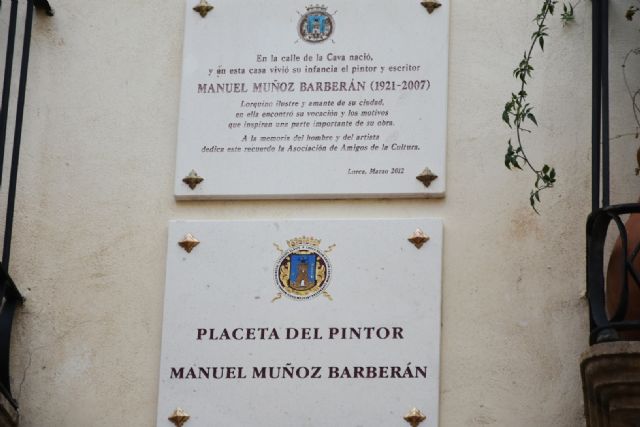 En la calle de la Cava nació,
y en esta casa vivió su infancia el pintor y escritor
MANUEL MUÑOZ BARBERÁN (1921-2007)
Lorquino ilustre y amante de su ciudad,
en ella encontró su vocación y los motivos
que inspiran una parte importante de su obra.
A la memoria del hombre y del artista
dedica este recuerdo la Asociación de Amigos de la Cultura.
Lorca, Marzo 2012
PLACETA DEL PINTOR
MANUEL MUÑOZ BARBERÁN